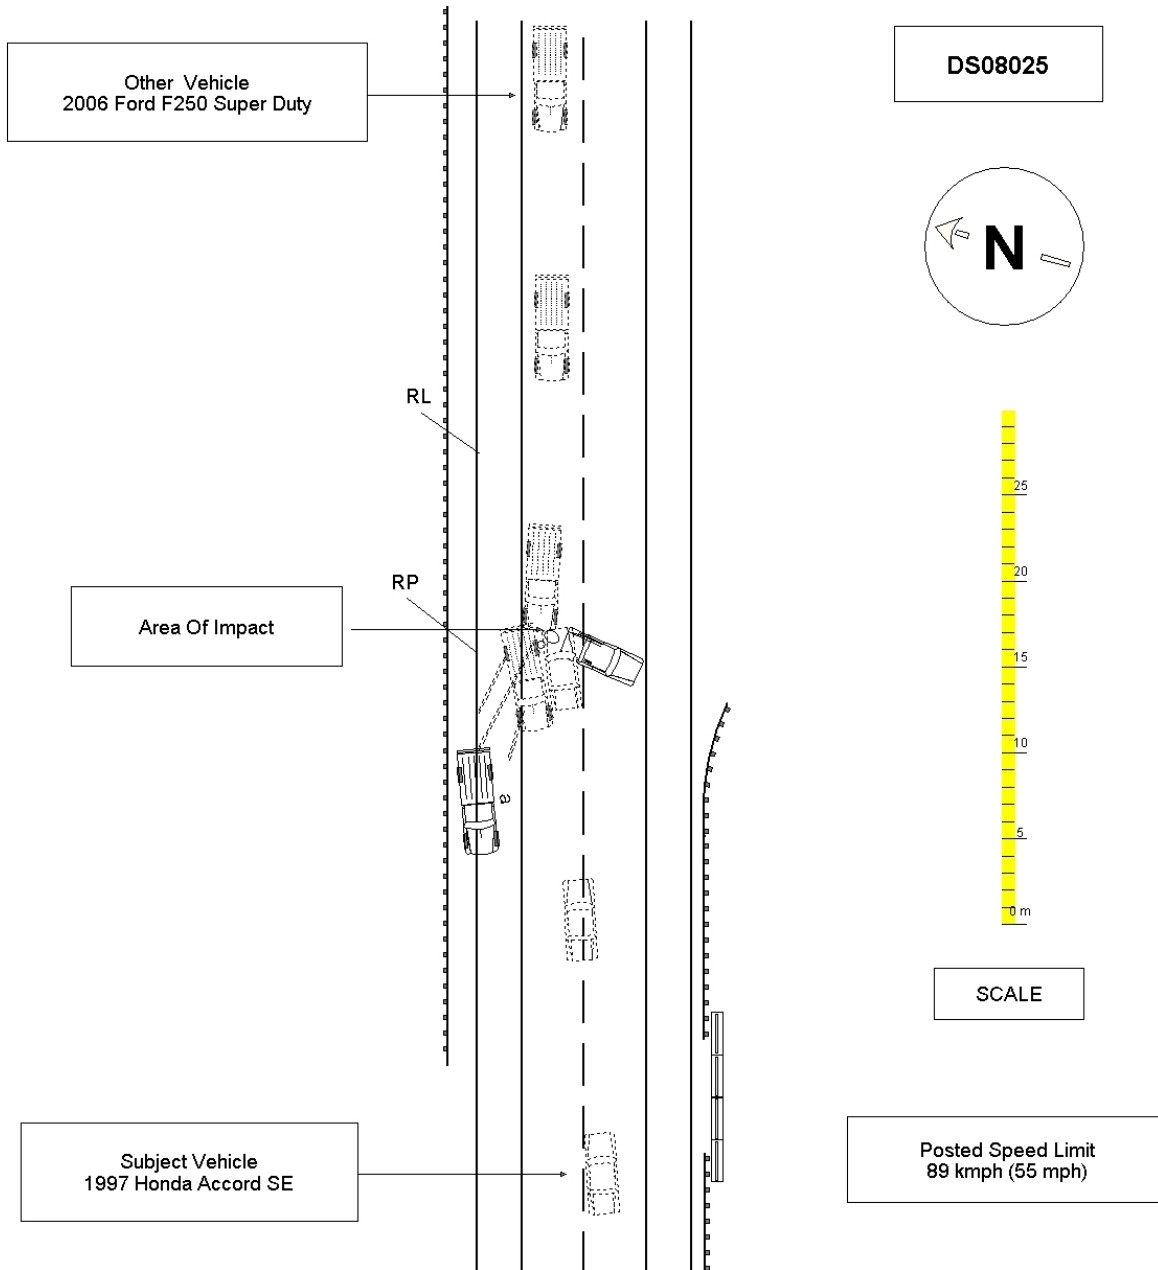 Other Vehicle
2006 Ford F250 Super Duty
DS08025
N
RL
25
20
RP
Area Of Impact
15
10
a
5
0 m
SCALE
Subject Vehicle
1997 Honda Accord SE
Posted Speed Limit
89 kmph (55 mph)